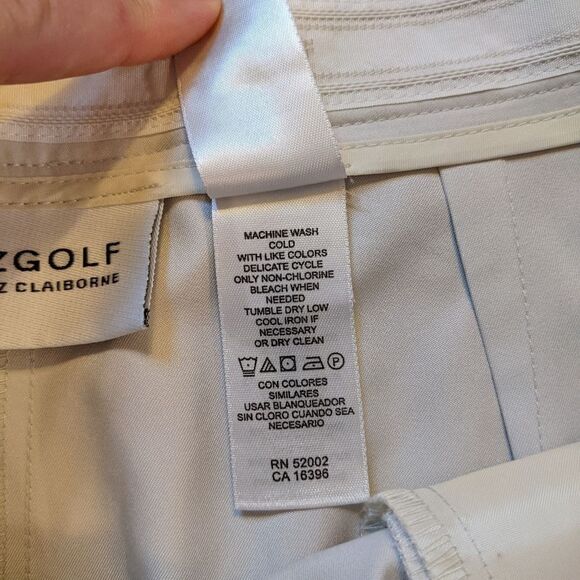 ZGOLF
Z CLAIBORNE
MACHINE WASH
COLD
WITH LIKE COLORS
DELICATE CYCLE
ONLY NON-CHLORINE
BLEACH WHEN
NEEDED
TUMBLE DRY LOW
COOL IRON IF
NECESSARY
OR DRY CLEAN
P
CON COLORES
SIMILARES
USAR BLANQUEADOR
SIN CLORO CUANDO SEA
NECESARIO
RN 52002
CA 16396